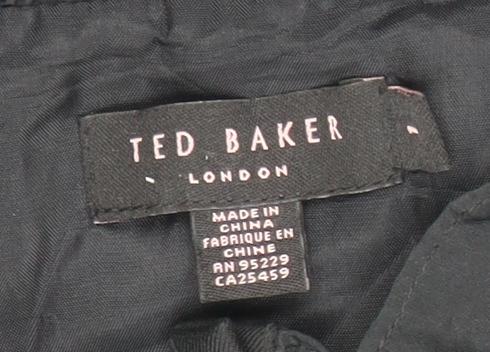 TED BAKER
LONDON
MADE IN
CHINA
FABRIQUE EN
CHINE
RN 95229
CA25459